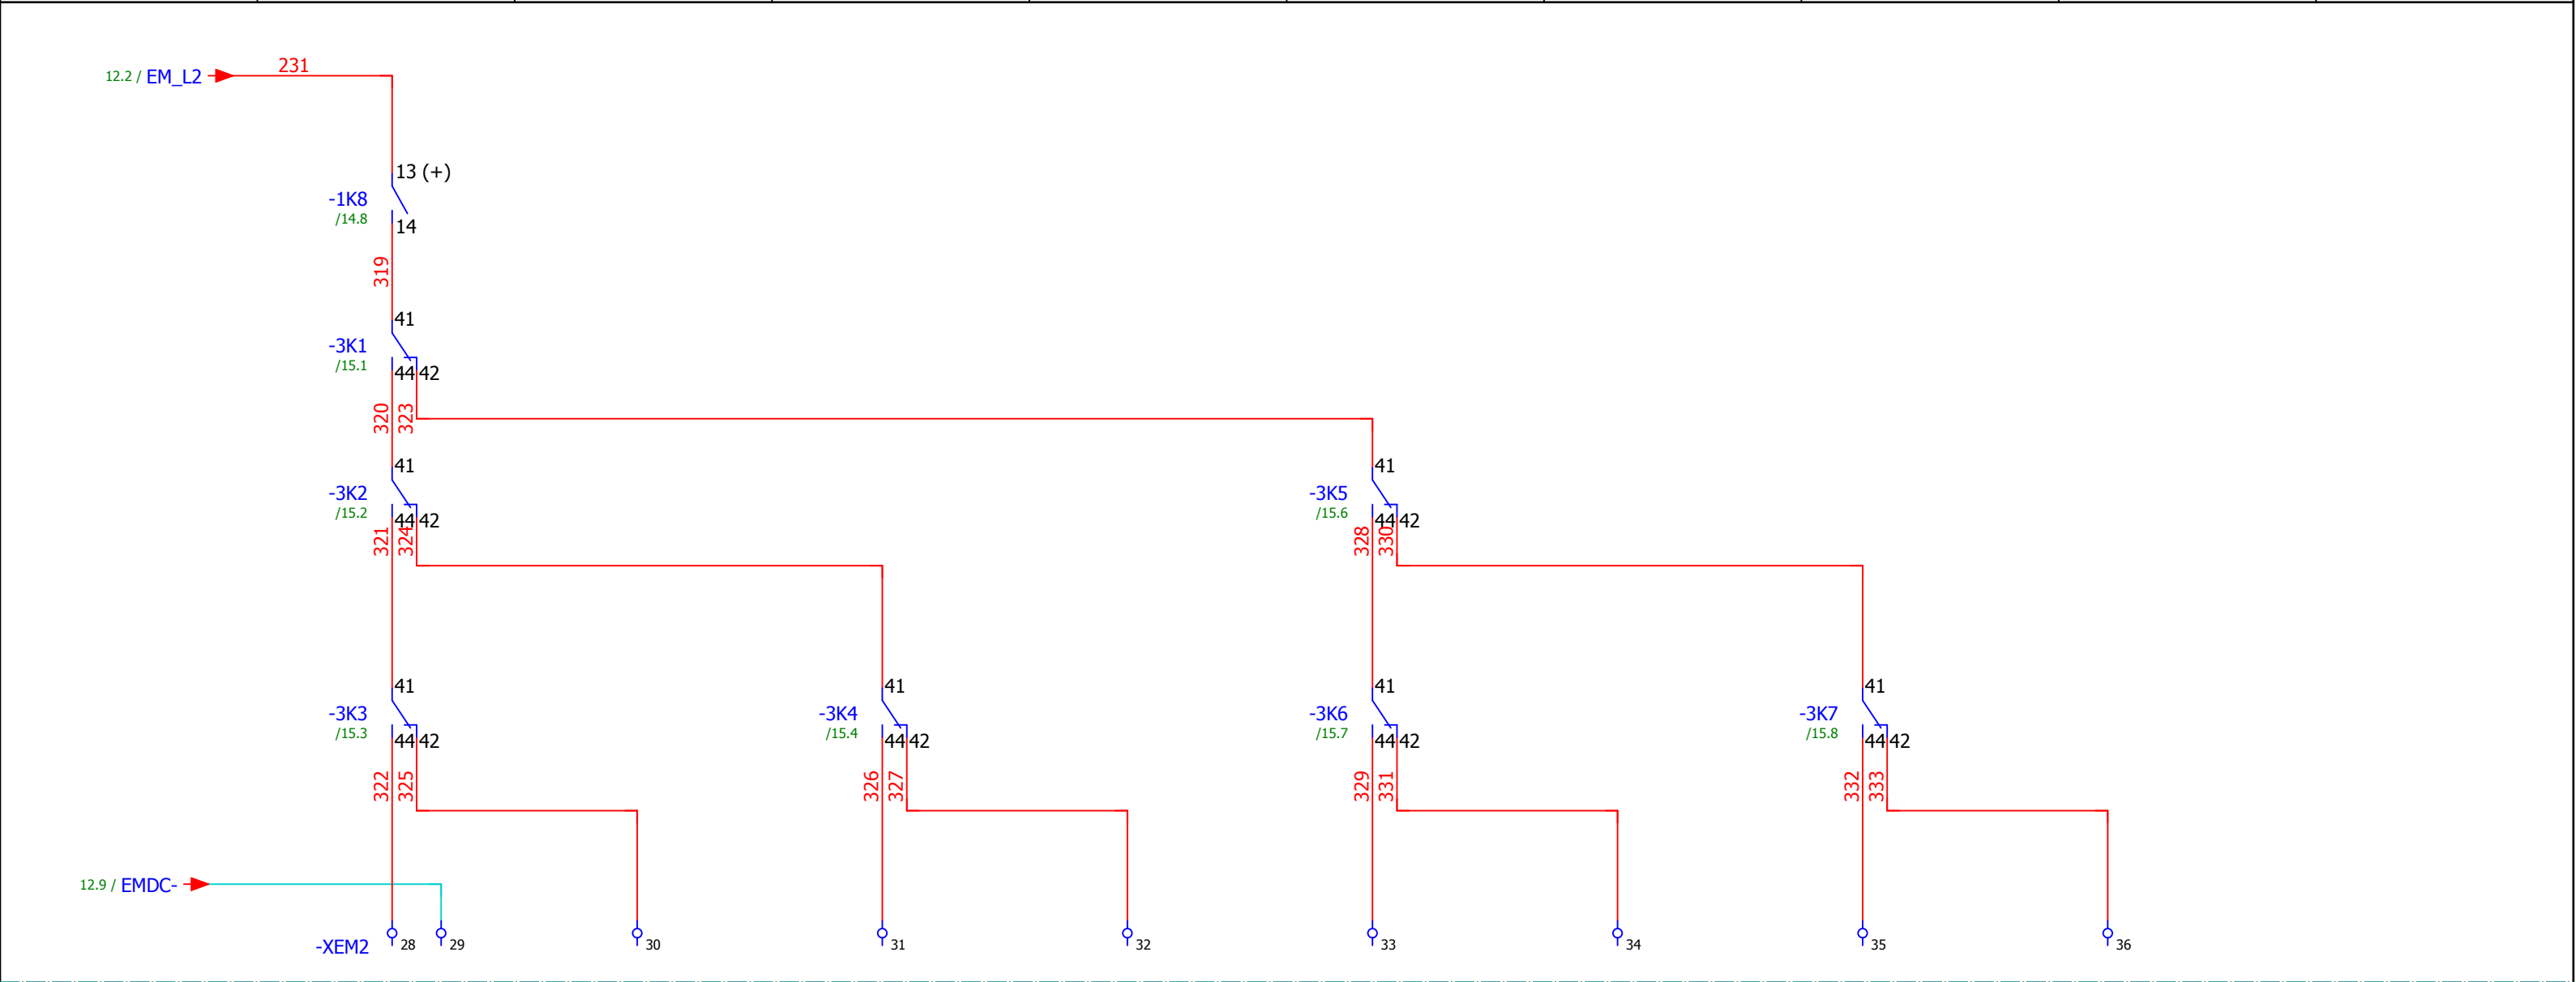 231
12.2 / EM_L2
13 (+)
-1K8
/14.8
14
319
41
-3K1
/15.1
44 42
320 323
41 41
-3K2 -3K5
/15.2 /15.6
44 42 44 42
321 324 328 330
41 41 41 41
-3K3 -3K4 -3K6 -3K7
/15.3 /15.4 /15.7 /15.8
44 42 44 42 44 42 44 42
322 325 326 327 329 331 332 333
12.9 / EMDC-
-XEM2 28 29 30 31 32 33 34 35 36